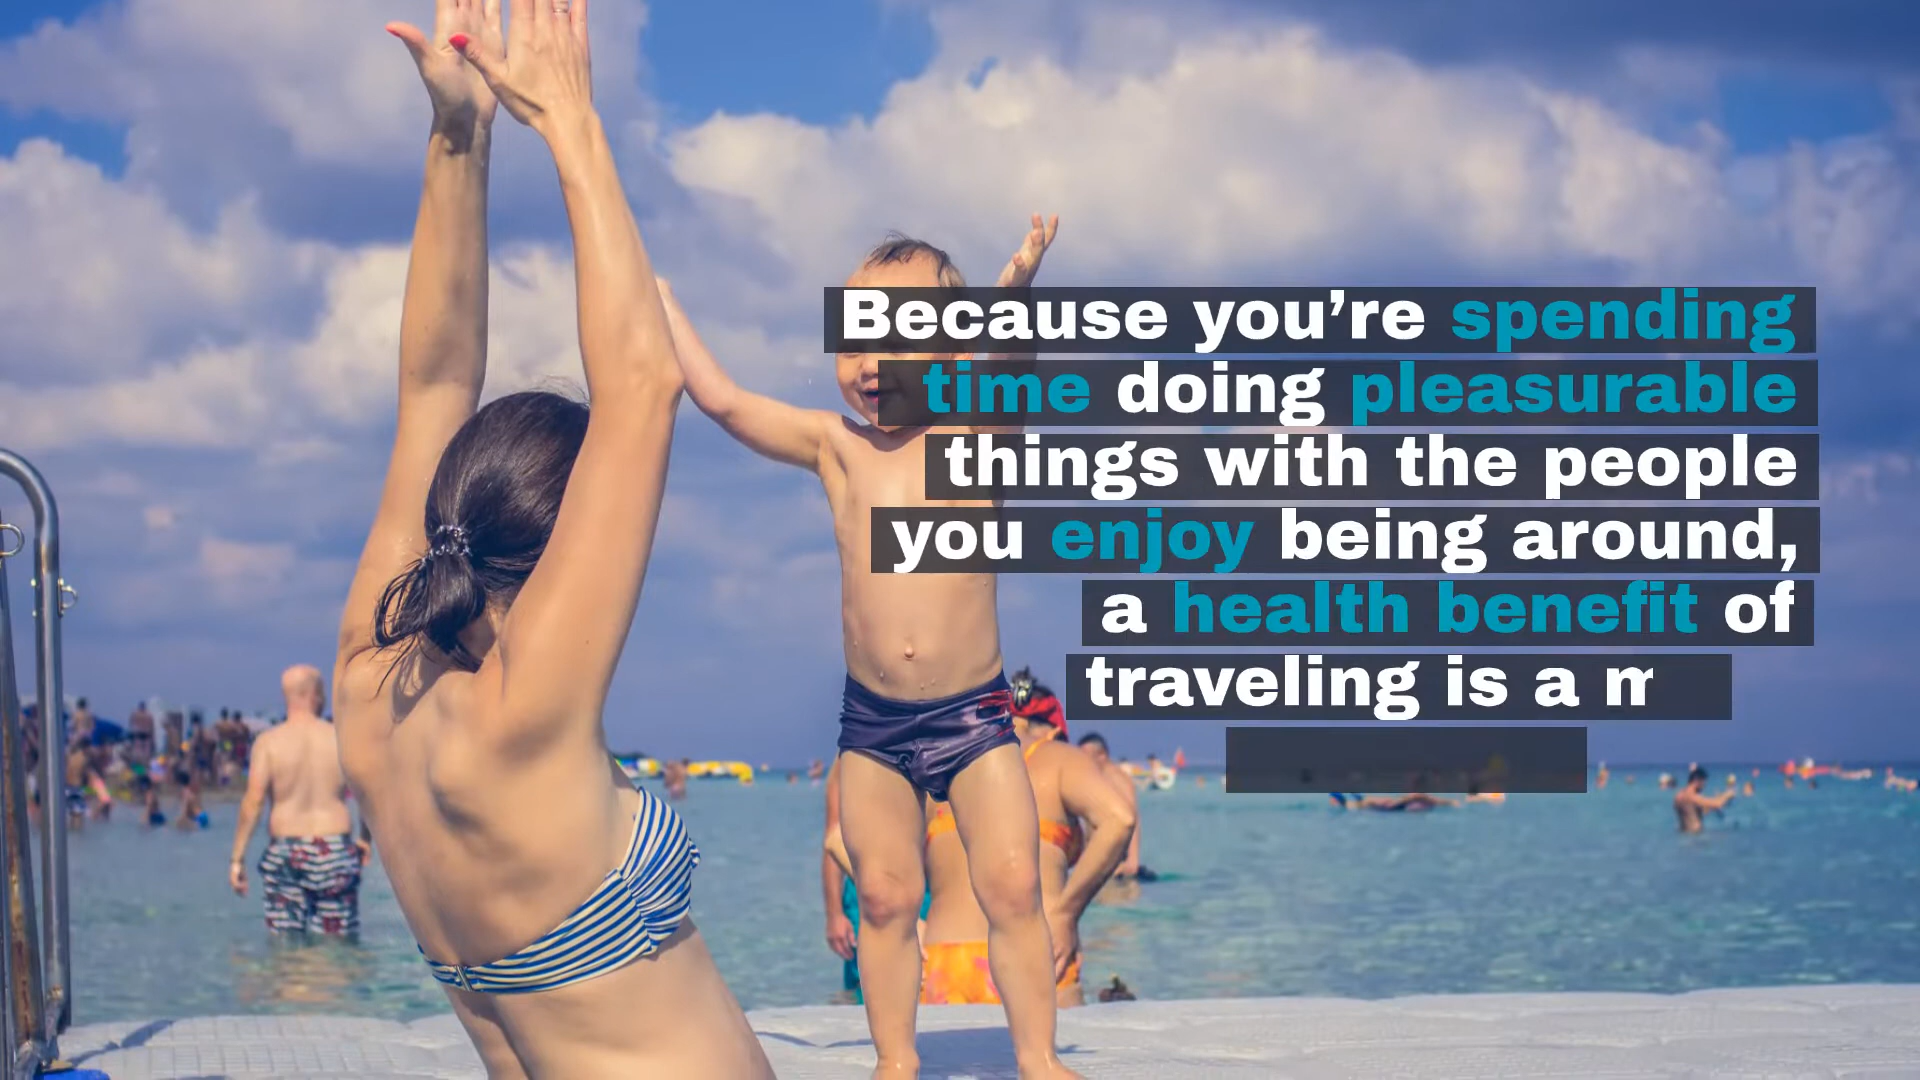 Because you’re spending
time doing pleasurable
things with the people
you enjoy being around,
a health benefit of
traveling is a